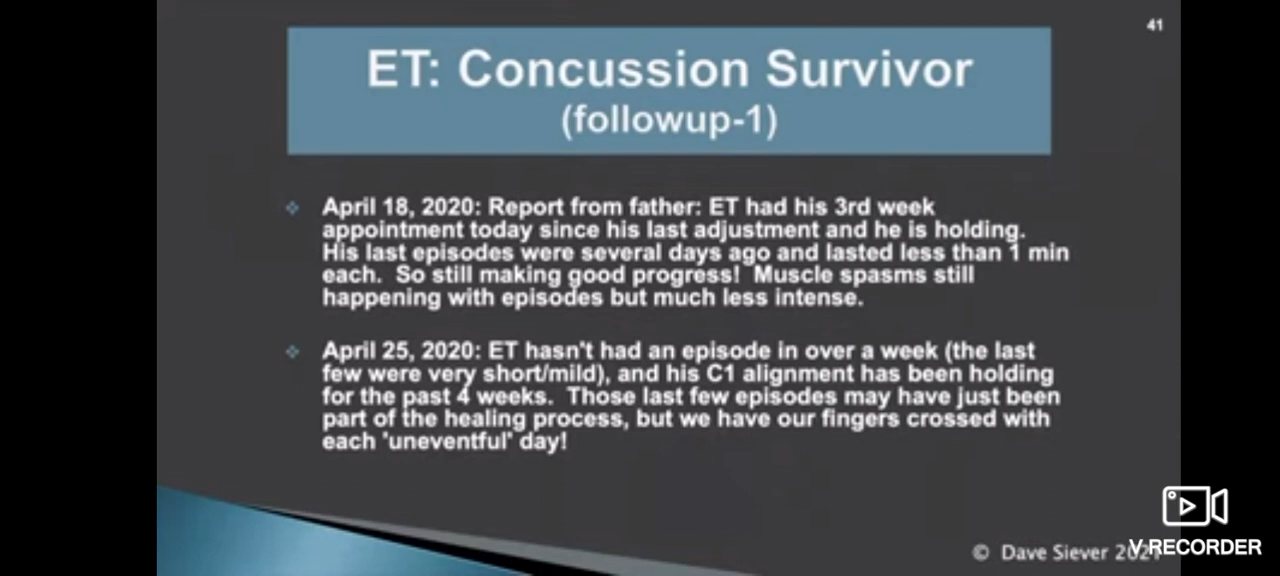 41
ET: Concussion Survivor
(followup-1)
❖ April 18, 2020: Report from father: ET had his 3rd week
appointment today since his last adjustment and he is holding.
His last episodes were several days ago and lasted less than 1 min
each. So still making good progress! Muscle spasms still
happening with episodes but much less intense.
❖ April 25, 2020: ET hasn't had an episode in over a week (the last
few were very short/mild), and his C1 alignment has been holding
for the past 4 weeks. Those last few episodes may have just been
part of the healing process, but we have our fingers crossed with
each 'uneventful' day!
© Dave Siever
V RECORDER